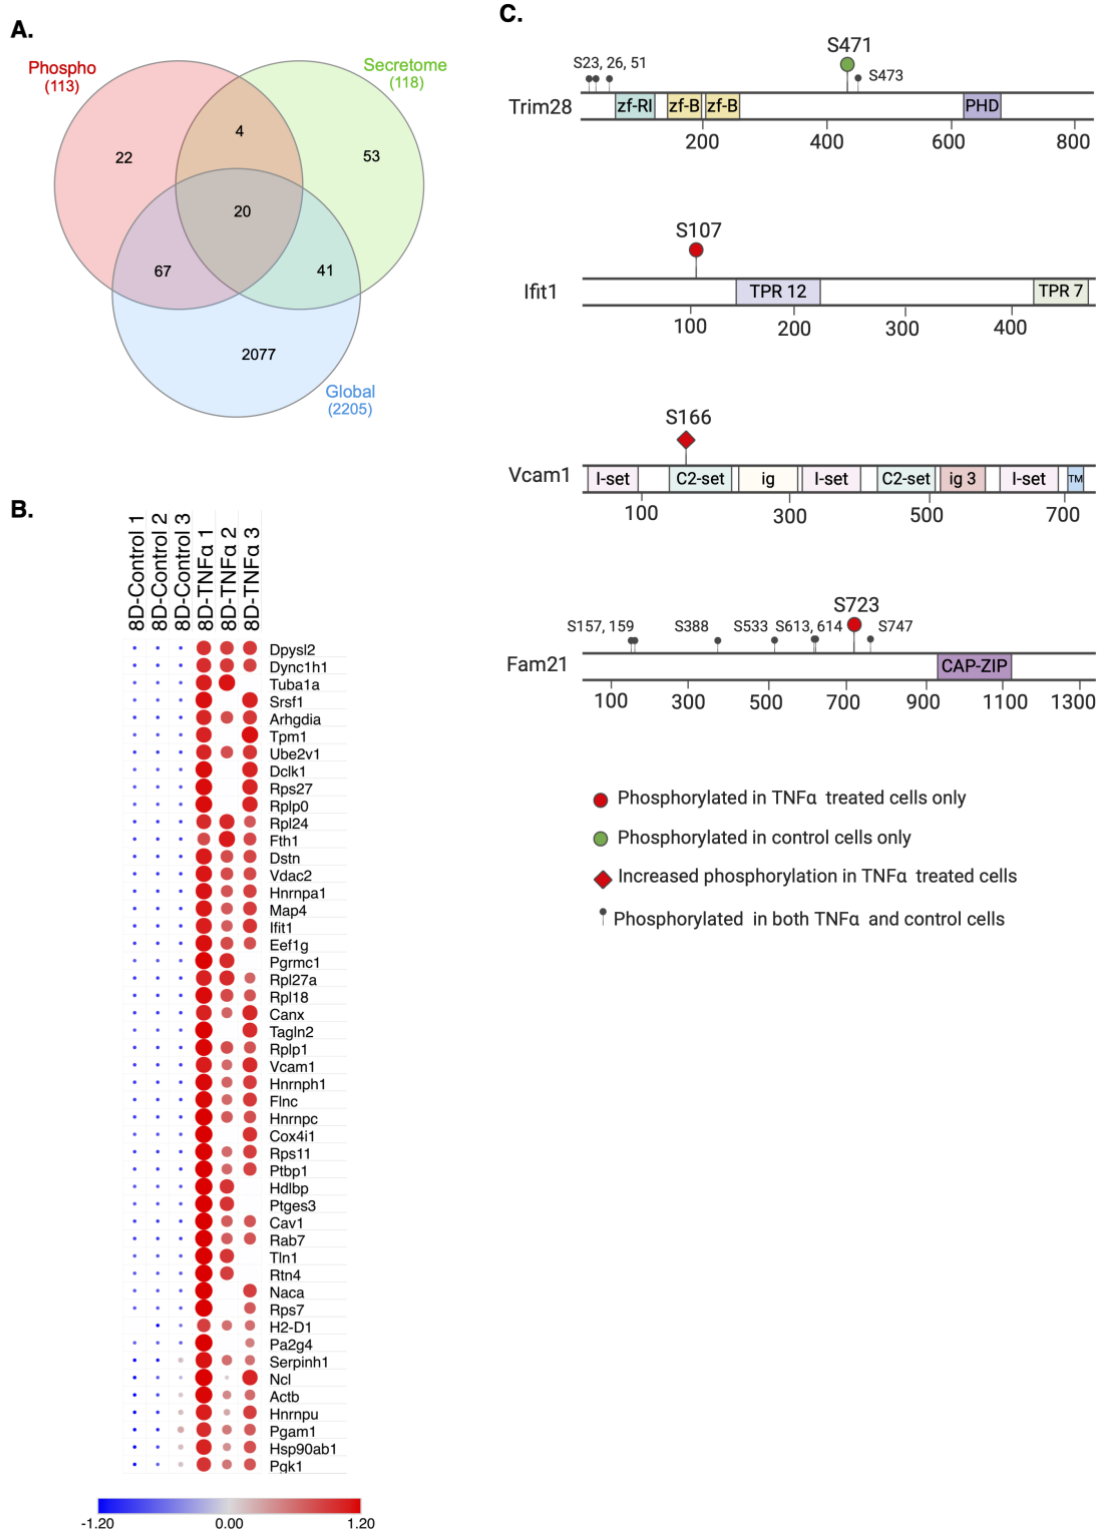 A.
Phospho
(113)
Secretome
(118)
4
22
53
20
67
41
2077
Global
(2205)
B.
8D-Control 1
8D-Control 2
8D-Control 3
8D-TNFα 1
8D-TNFα 2
8D-TNFα 3
Dpysl2
Dync1h1
Tuba1a
Srsf1
Arhgdia
Tpm1
Ube2v1
Dclk1
Rps27
Rplp0
Rpl24
Fth1
Dstn
Vdac2
Hnrnpa1
Map4
Ifit1
Eef1g
Pgrmc1
Rpl27a
Rpl18
Canx
Tagln2
Rplp1
Vcam1
Hnrnph1
Flnc
Hnrnpc
Cox4i1
Rps11
Ptbp1
Hdlbp
Ptges3
Cav1
Rab7
Tln1
Rtn4
Naca
Rps7
H2-D1
Pa2g4
Serpinh1
Ncl
Actb
Hnrnpu
Pgam1
Hsp90ab1
Pgk1
-1.20 0.00 1.20
C.
S471
S23, 26, 51
S473
Trim28 zf-RI zf-B zf-B PHD
200 400 600 800
S107
Ifit1 TPR 12 TPR 7
100 200 300 400
S166
Vcam1 I-set C2-set ig I-set C2-set ig 3 I-set TM
100 300 500 700
S723
S157, 159 S388 S533 S613, 614 S747
Fam21 CAP-ZIP
100 300 500 700 900 1100 1300
Phosphorylated in TNFα treated cells only
Phosphorylated in control cells only
Increased phosphorylation in TNFα treated cells
Phosphorylated in both TNFα and control cells